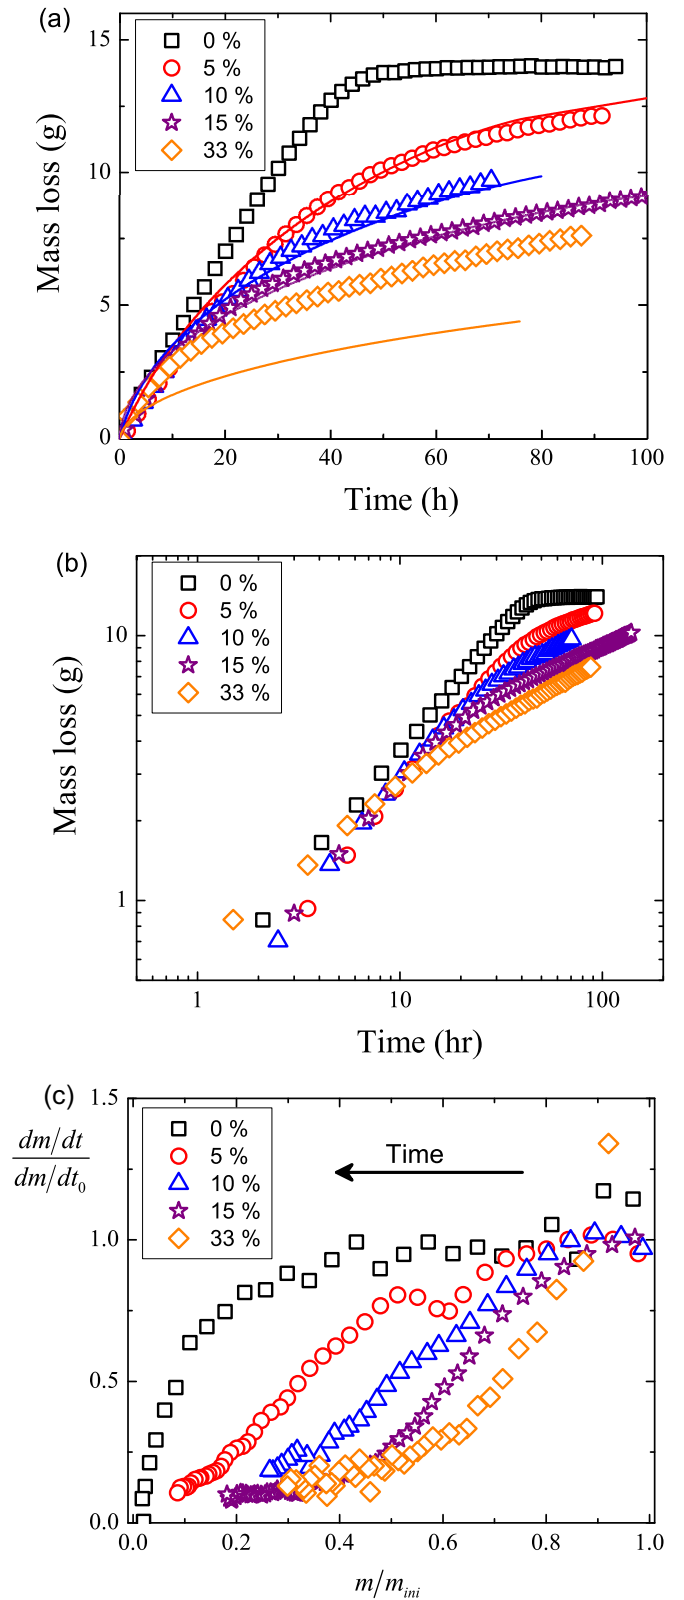 (a)
15
10
5
0
Mass loss (g)
0 %
5 %
10 %
15 %
33 %
0 20 40 60 80 100
Time (h)
(b)
10
1
Mass loss (g)
0 %
5 %
10 %
15 %
33 %
1 10 100
Time (hr)
(c)
1.5
1.0
0.5
0.0
dm/dt
dm/dt₀
0 %
5 %
10 %
15 %
33 %
Time
0.0 0.2 0.4 0.6 0.8 1.0
m/m_ini